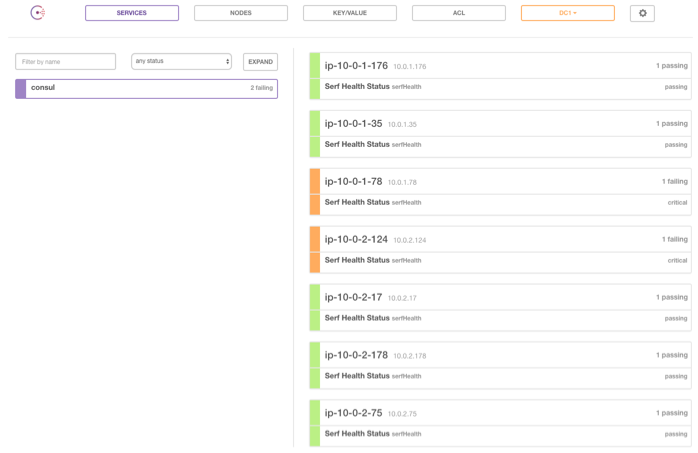 SERVICES NODES KEY/VALUE ACL DC1
Filter by name any status EXPAND
consul 2 failing
ip-10-0-1-176 10.0.1.176 1 passing
Serf Health Status serfHealth passing
ip-10-0-1-35 10.0.1.35 1 passing
Serf Health Status serfHealth passing
ip-10-0-1-78 10.0.1.78 1 failing
Serf Health Status serfHealth critical
ip-10-0-2-124 10.0.2.124 1 failing
Serf Health Status serfHealth critical
ip-10-0-2-17 10.0.2.17 1 passing
Serf Health Status serfHealth passing
ip-10-0-2-178 10.0.2.178 1 passing
Serf Health Status serfHealth passing
ip-10-0-2-75 10.0.2.75 1 passing
Serf Health Status serfHealth passing